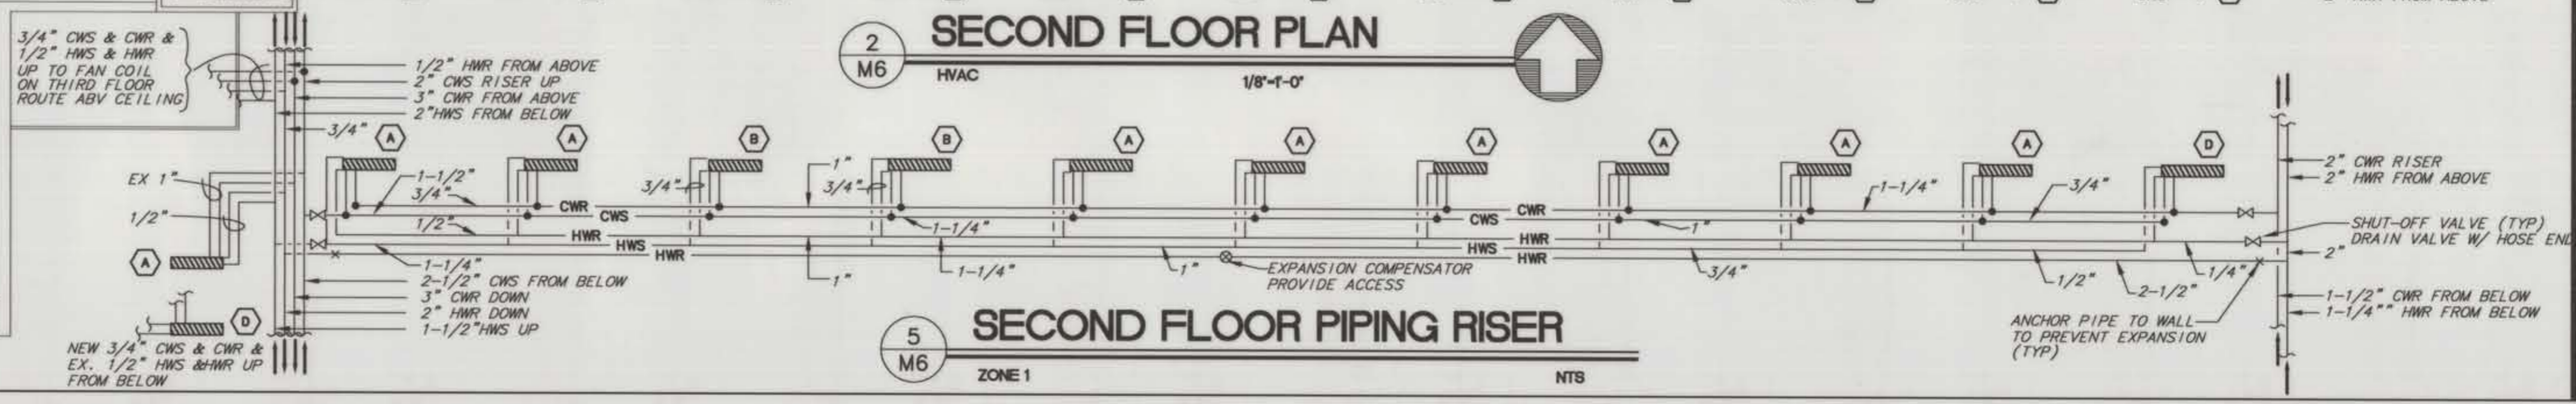 2
M6
SECOND FLOOR PLAN
HVAC
1/8"=1'-0"
3/4" CWS & CWR &
1/2" HWS & HWR
UP TO FAN COIL
ON THIRD FLOOR
ROUTE ABV CEILING
1/2" HWR FROM ABOVE
2" CWS RISER UP
3" CWR FROM ABOVE
2"HWS FROM BELOW
3/4"
A
A
B
B
A
A
A
A
A
A
D
EX 1"
1/2"
A
D
1-1/2"
3/4"
1/2"
3/4"
1"
3/4"
1-1/4"
CWR
CWS
HWR
HWS
HWR
CWR
CWS
HWR
HWS
HWR
1"
1-1/4"
3/4"
1-1/4"
1"
1-1/4"
1"
3/4"
1/2"
2-1/2"
1/4"
EXPANSION COMPENSATOR
PROVIDE ACCESS
2-1/2" CWS FROM BELOW
3" CWR DOWN
2" HWR DOWN
1-1/2"HWS UP
NEW 3/4" CWS & CWR &
EX. 1/2" HWS &HWR UP
FROM BELOW
2" CWR RISER
2" HWR FROM ABOVE
SHUT-OFF VALVE (TYP)
DRAIN VALVE W/ HOSE END
2"
1-1/2" CWR FROM BELOW
1-1/4"" HWR FROM BELOW
ANCHOR PIPE TO WALL
TO PREVENT EXPANSION
(TYP)
5
M6
SECOND FLOOR PIPING RISER
ZONE 1
NTS